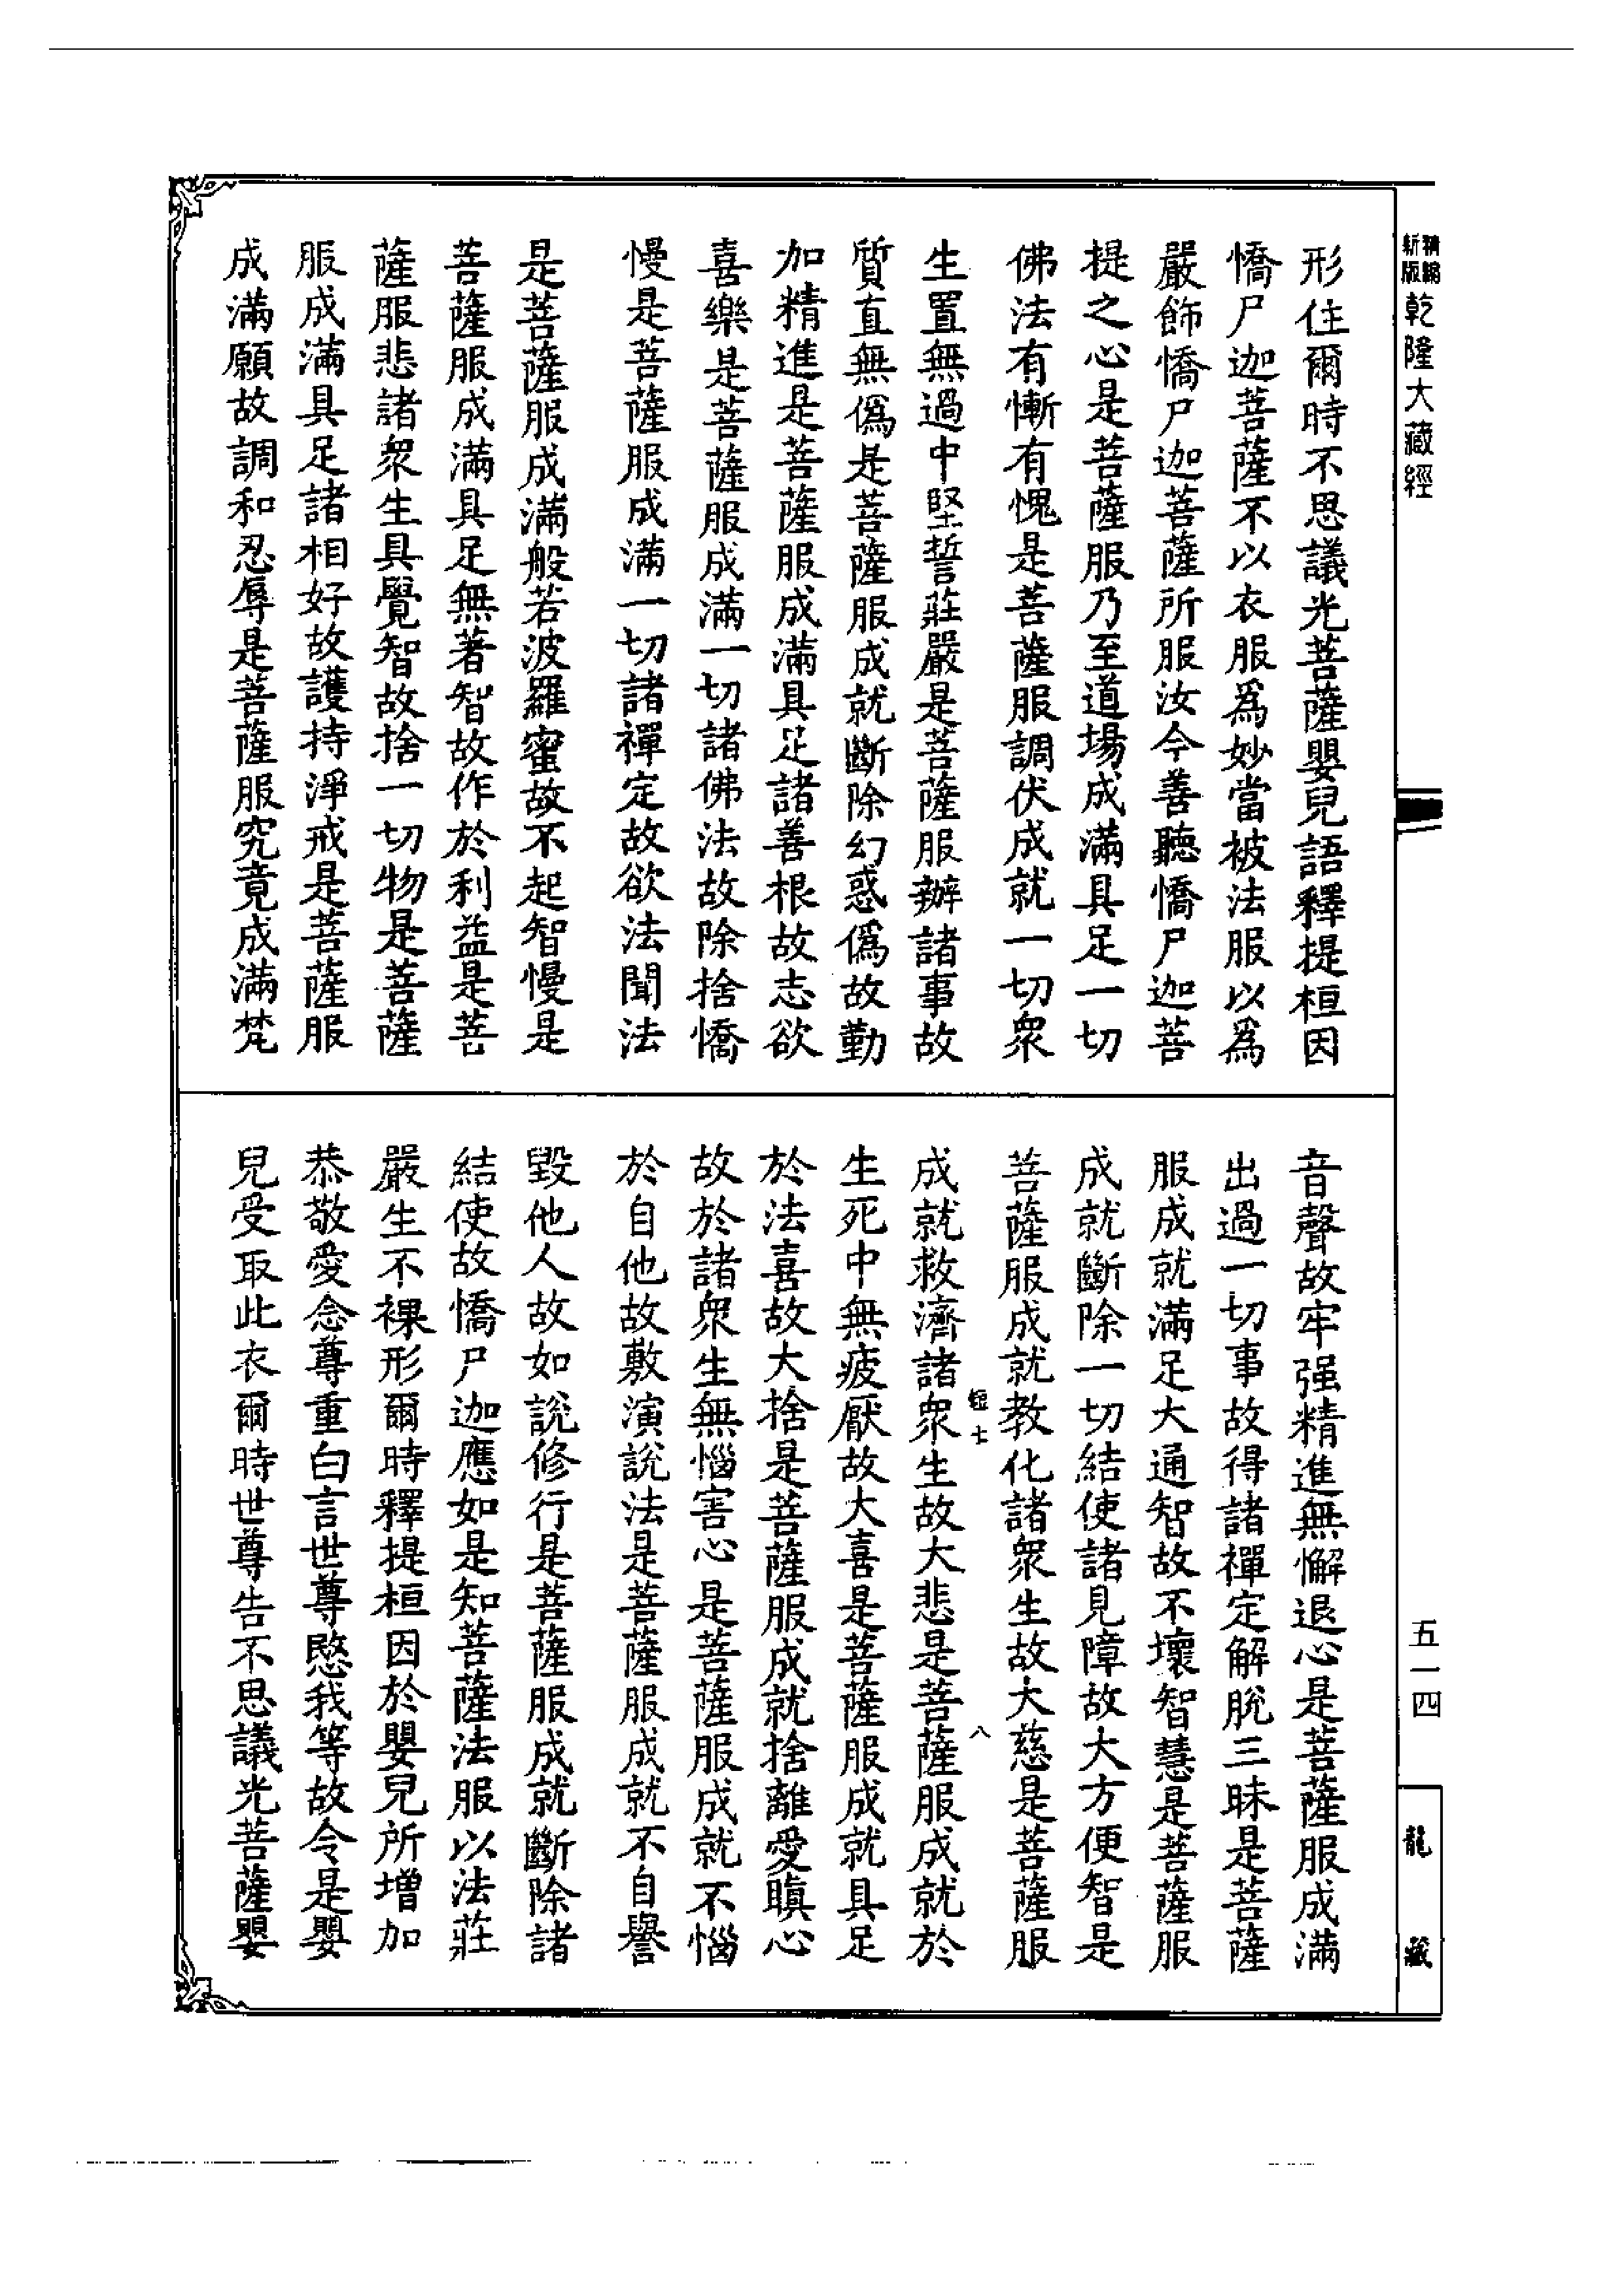 精縮
新版
乾隆大藏經
形住爾時不思議光菩薩嬰兒語釋提桓因
憍尸迦菩薩不以衣服爲妙當被法服以爲
嚴飾憍尸迦菩薩所服汝今善聽憍尸迦菩
提之心是菩薩服乃至道場成滿具足一切
佛法有慚有愧是菩薩服調伏成就一切衆
生置無過中堅誓莊嚴是菩薩服辦諸事故
質直無僞是菩薩服成就斷除幻惑僞故勤
加精進是菩薩服成滿具足諸善根故志欲
喜樂是菩薩服成滿一切諸佛法故除捨憍
慢是菩薩服成滿一切諸禪定故欲法聞法
是菩薩服成滿般若波羅蜜故不起智慢是
菩薩服成滿具足無著智故作於利益是菩
薩服悲諸衆生具覺智故捨一切物是菩薩
服成滿具足諸相好故護持淨戒是菩薩服
成滿願故調和忍辱是菩薩服究竟成滿梵
音聲故牢强精進無懈退心是菩薩服成滿
出過一切事故得諸禪定解脫三昧是菩薩
服成就滿足大通智故不壞智慧是菩薩服
成就斷除一切結使諸見障故大方便智是
菩薩服成就教化諸衆生故大慈是菩薩服
成就救濟諸衆生故大悲是菩薩服成就於
生死中無疲厭故大喜是菩薩服成就具足
於法喜故大捨是菩薩服成就捨離愛瞋心
故於諸衆生無惱害心是菩薩服成就不惱
於自他故敷演說法是菩薩服成就不自譽
毀他人故如說修行是菩薩服成就斷除諸
結使故憍尸迦應如是知菩薩法服以法莊
嚴生不裸形爾時釋提桓因於嬰兒所增加
恭敬愛念尊重白言世尊愍我等故令是嬰
兒受取此衣爾時世尊告不思議光菩薩嬰
八
五一四
龍藏